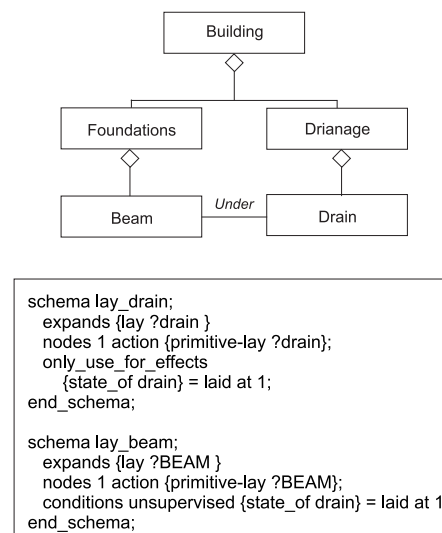 Building
Foundations
Drianage
Beam
Under
Drain
schema lay_drain;
expands {lay ?drain }
nodes 1 action {primitive-lay ?drain};
only_use_for_effects
{state_of drain} = laid at 1;
end_schema;
schema lay_beam;
expands {lay ?BEAM }
nodes 1 action {primitive-lay ?BEAM};
conditions unsupervised {state_of drain} = laid at 1
end_schema;